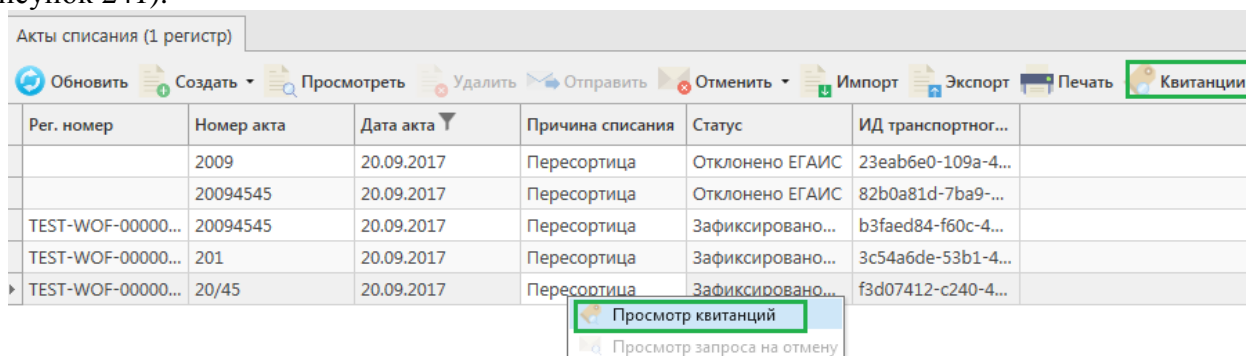 исунок 241).
Акты списания (1 регистр)
Обновить Создать Просмотреть Удалить Отправить Отменить Импорт Экспорт Печать Квитанции
Рег. номер Номер акта Дата акта Причина списания Статус ИД транспортног...
2009 20.09.2017 Пересортица Отклонено ЕГАИС 23eab6e0-109a-4...
20094545 20.09.2017 Пересортица Отклонено ЕГАИС 82b0a81d-7ba9-...
TEST-WOF-00000... 20094545 20.09.2017 Пересортица Зафиксировано... b3faed84-f60c-4...
TEST-WOF-00000... 201 20.09.2017 Пересортица Зафиксировано... 3c54a6de-53b1-4...
TEST-WOF-00000... 20/45 20.09.2017 Пересортица Зафиксировано... f3d07412-c240-4...
Просмотр квитанций
Просмотр запроса на отмену